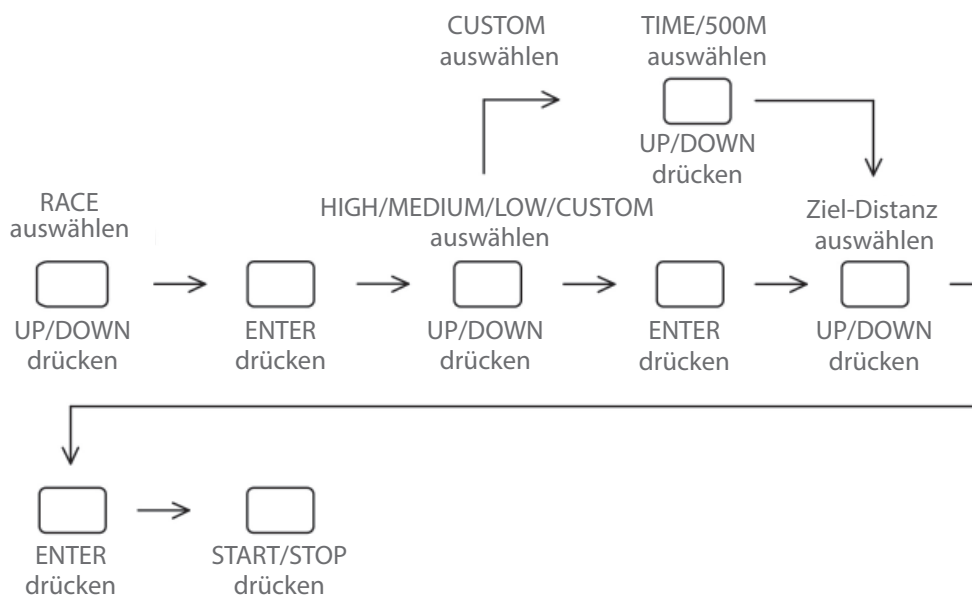 CUSTOM
auswählen
TIME/500M
auswählen
UP/DOWN
drücken
RACE
auswählen
HIGH/MEDIUM/LOW/CUSTOM
auswählen
Ziel-Distanz
auswählen
UP/DOWN
drücken
ENTER
drücken
UP/DOWN
drücken
ENTER
drücken
UP/DOWN
drücken
ENTER
drücken
START/STOP
drücken